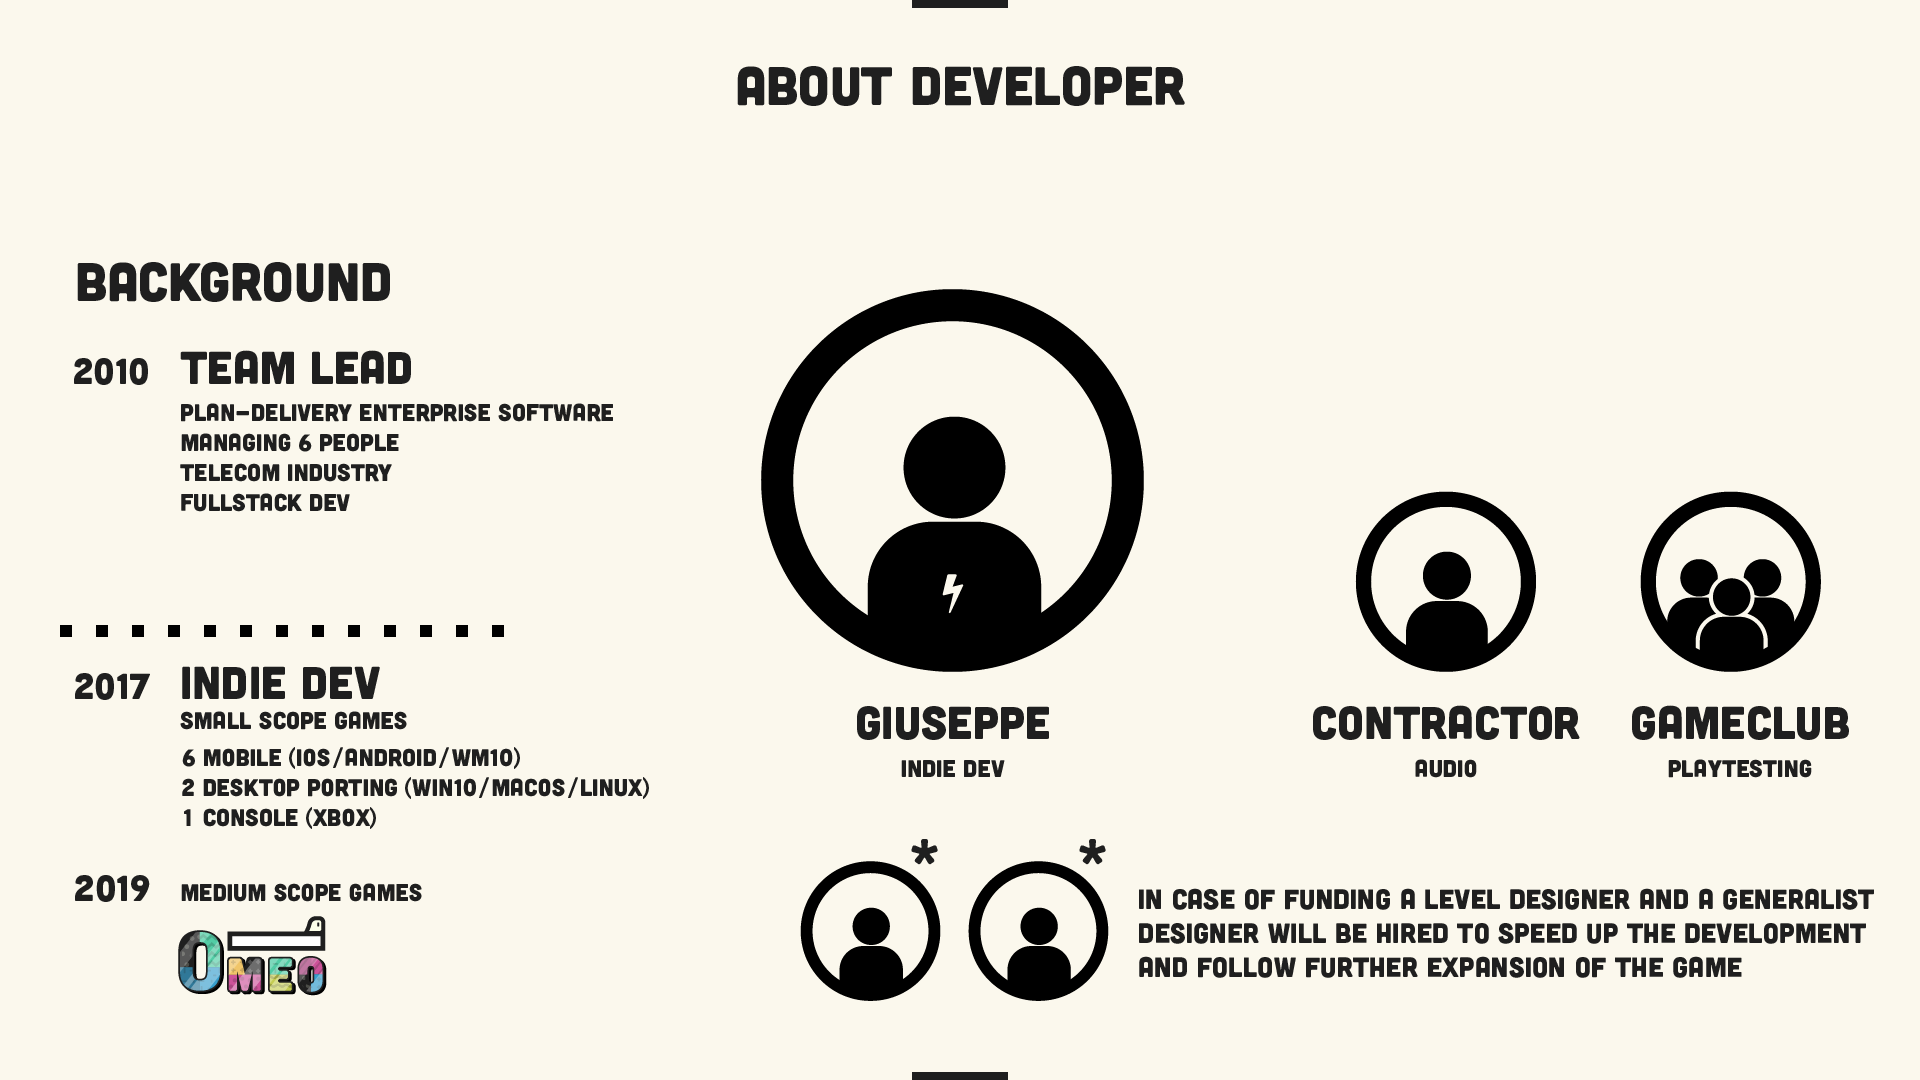 ABOUT DEVELOPER
BACKGROUND
2010 TEAM LEAD
PLAN-DELIVERY ENTERPRISE SOFTWARE
MANAGING 6 PEOPLE
TELECOM INDUSTRY
FULLSTACK DEV
2017 INDIE DEV
SMALL SCOPE GAMES
6 MOBILE (IOS/ANDROID/WM10)
2 DESKTOP PORTING (WIN10/MACOS/LINUX)
1 CONSOLE (XBOX)
2019 MEDIUM SCOPE GAMES
OMEO
GIUSEPPE
INDIE DEV
CONTRACTOR
AUDIO
GAMECLUB
PLAYTESTING
* *
IN CASE OF FUNDING A LEVEL DESIGNER AND A GENERALIST
DESIGNER WILL BE HIRED TO SPEED UP THE DEVELOPMENT
AND FOLLOW FURTHER EXPANSION OF THE GAME